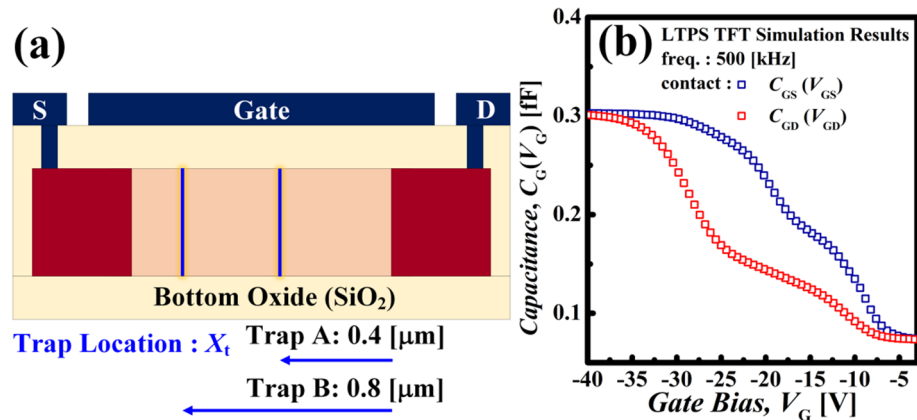 (a)
S
Gate
D
Bottom Oxide (SiO₂)
Trap Location : Xₜ
Trap A: 0.4 [μm]
Trap B: 0.8 [μm]
(b)
LTPS TFT Simulation Results
freq. : 500 [kHz]
contact :
C_GS (V_GS)
C_GD (V_GD)
Capacitance, C_G(V_G) [fF]
0.4
0.3
0.2
0.1
-40 -35 -30 -25 -20 -15 -10 -5
Gate Bias, V_G [V]